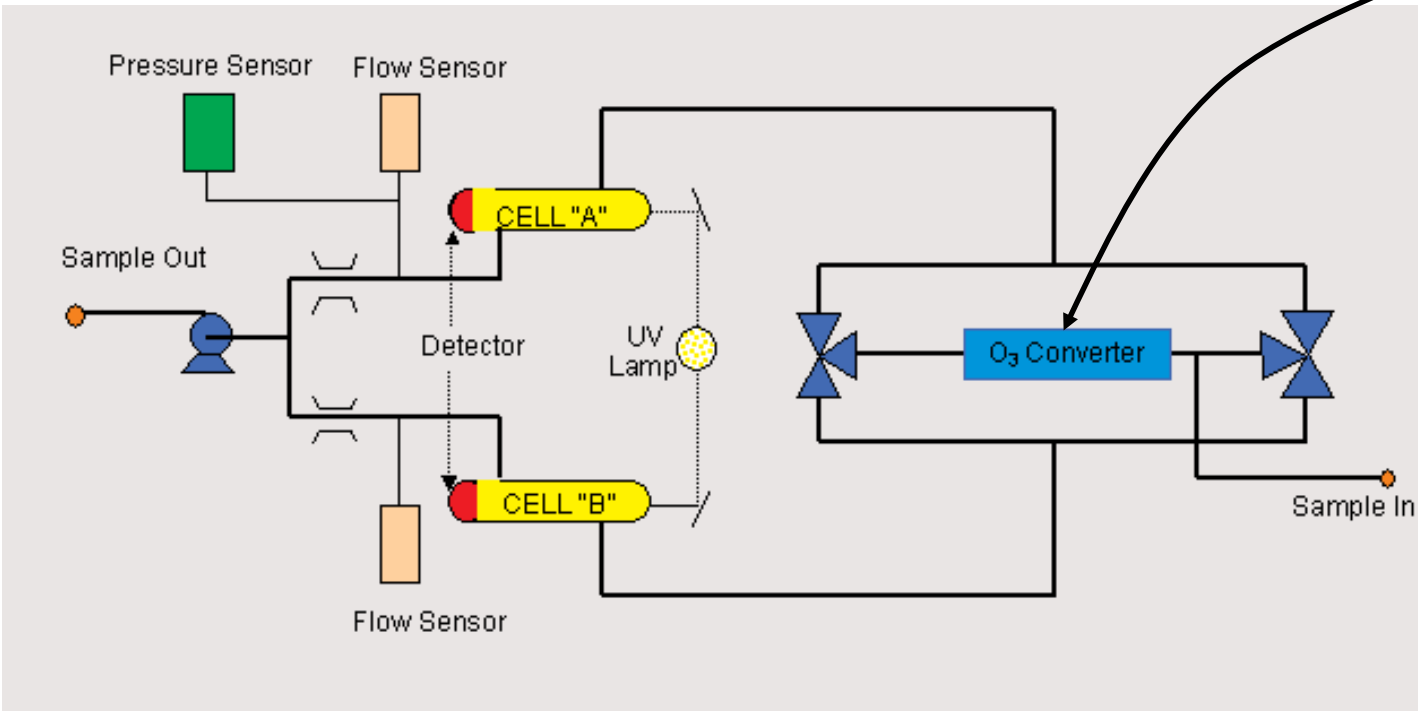 Pressure Sensor
Flow Sensor
CELL "A"
Sample Out
Detector
UV
Lamp
O₃ Converter
CELL "B"
Sample In
Flow Sensor